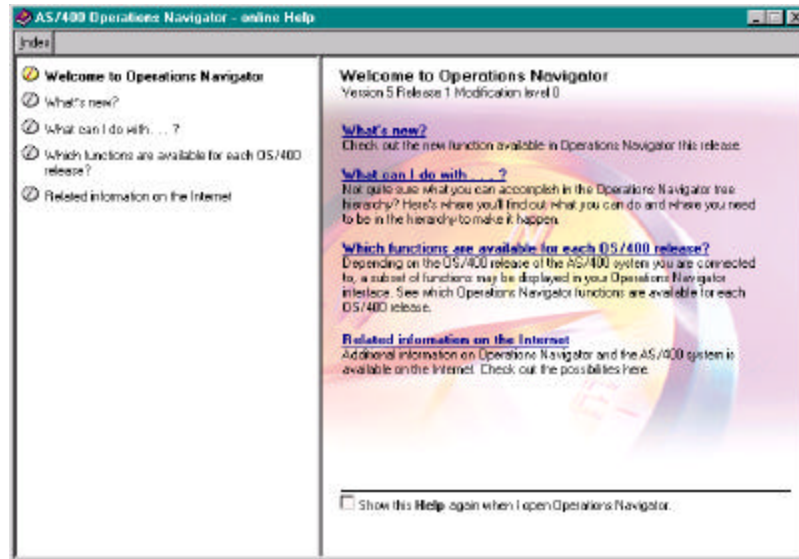 AS/400 Operations Navigator - online Help
Index
Welcome to Operations Navigator
What's new?
What can I do with. . . ?
Which functions are available for each OS/400
release?
Related information on the Internet
Welcome to Operations Navigator
Version 5 Release 1 Modification level 0
What's new?
Check out the new function available in Operations Navigator this release.
What can I do with . . . ?
Not quite sure what you can accomplish in the Operations Navigator tree
hierarchy? Here's where you'll find out what you can do and where you need
to be in the hierarchy to make it happen.
Which functions are available for each OS/400 release?
Depending on the OS/400 release of the AS/400 system you are connected
to, a subset of functions may be displayed in your Operations Navigator
interface. See which Operations Navigator functions are available for each
OS/400 release.
Related information on the Internet
Additional information on Operations Navigator and the AS/400 system is
available on the Internet. Check out the possibilities here.
Show this Help again when I open Operations Navigator.